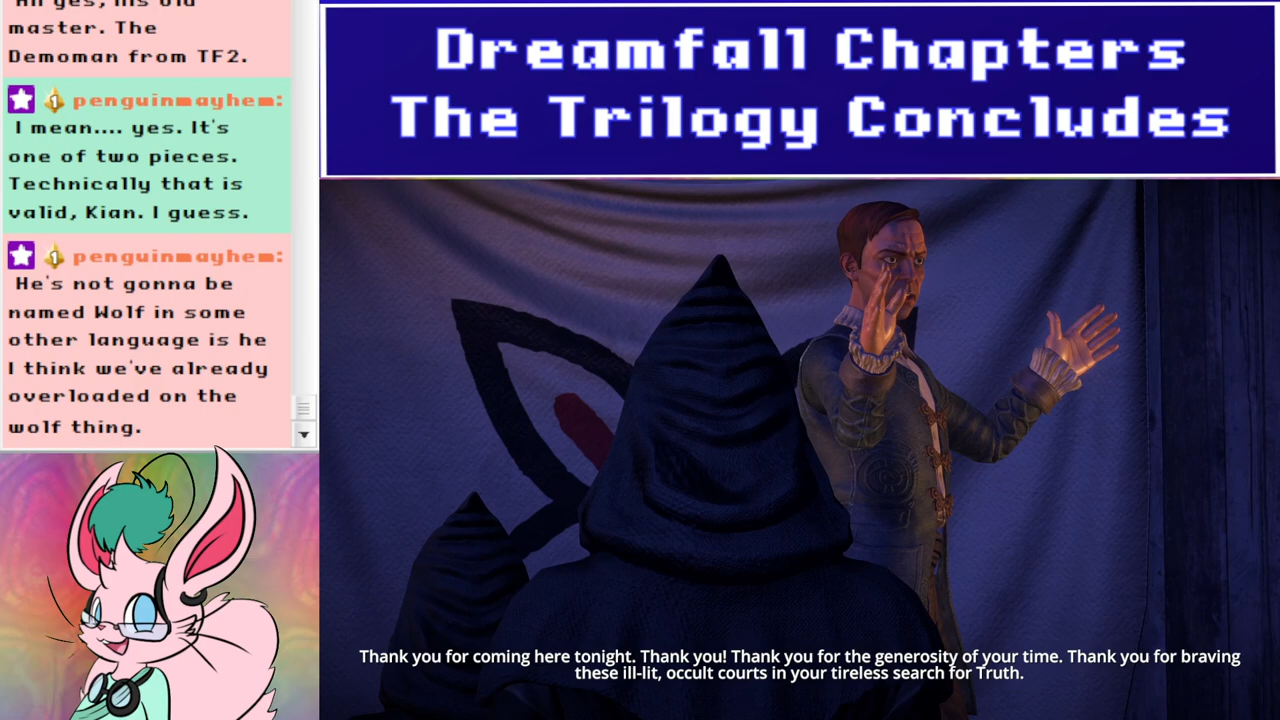 master. The
Demoman from TF2.
penguinmayhem:
I mean.... yes. It's
one of two pieces.
Technically that is
valid, Kian. I guess.
penguinmayhem:
He's not gonna be
named Wolf in some
other language is he
I think we've already
overloaded on the
wolf thing.
Dreamfall Chapters
The Trilogy Concludes
Thank you for coming here tonight. Thank you! Thank you for the generosity of your time. Thank you for braving
these ill-lit, occult courts in your tireless search for Truth.